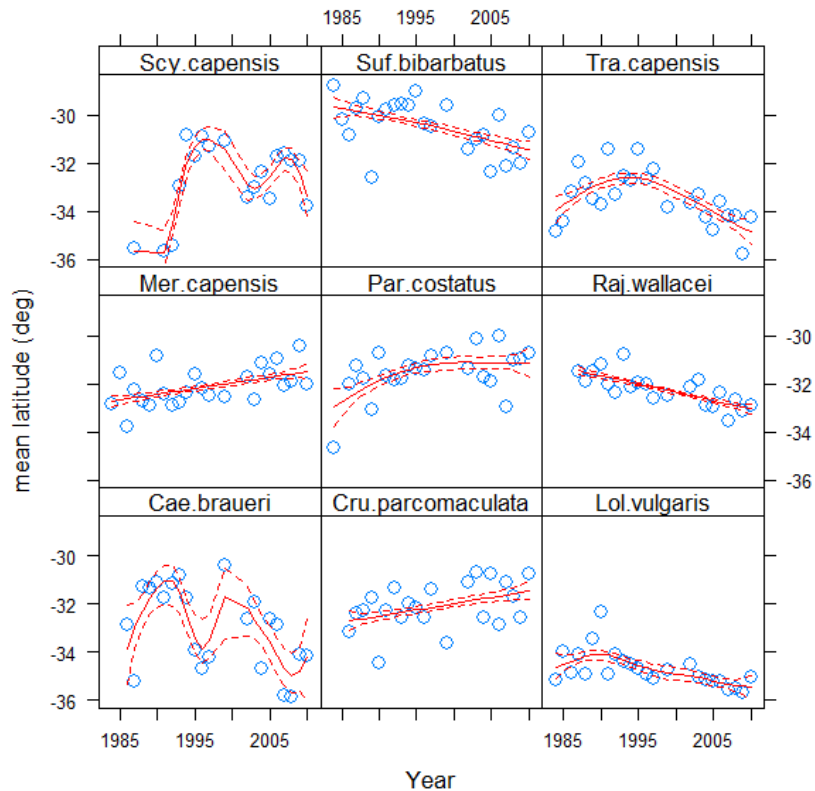 1985 1995 2005
Scy.capensis Suf.bibarbatus Tra.capensis
-30
-32
-34
-36
Mer.capensis Par.costatus Raj.wallacei
-30
-32
-34
-36
Cae.braueri Cru.parcomaculata Lol.vulgaris
-30
-32
-34
-36
mean latitude (deg)
1985 1995 2005 1985 1995 2005
Year